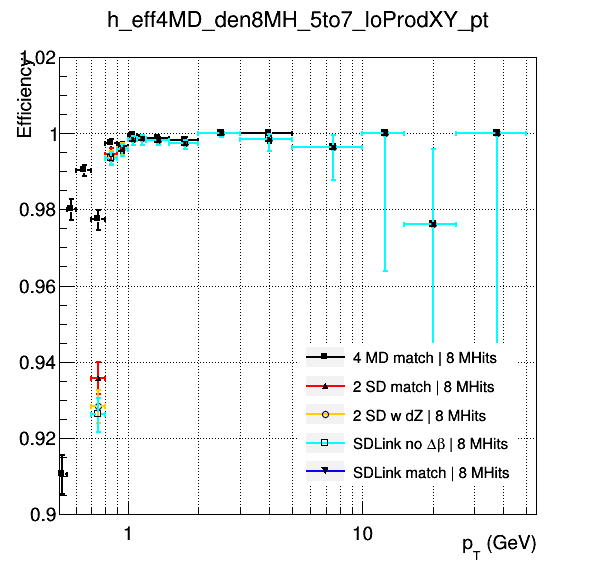 h_eff4MD_den8MH_5to7_loProdXY_pt
Efficiency
1.02
1
0.98
0.96
0.94
0.92
0.9
4 MD match | 8 MHits
2 SD match | 8 MHits
2 SD w dZ | 8 MHits
SDLink no Δβ | 8 MHits
SDLink match | 8 MHits
1
10
p_T (GeV)